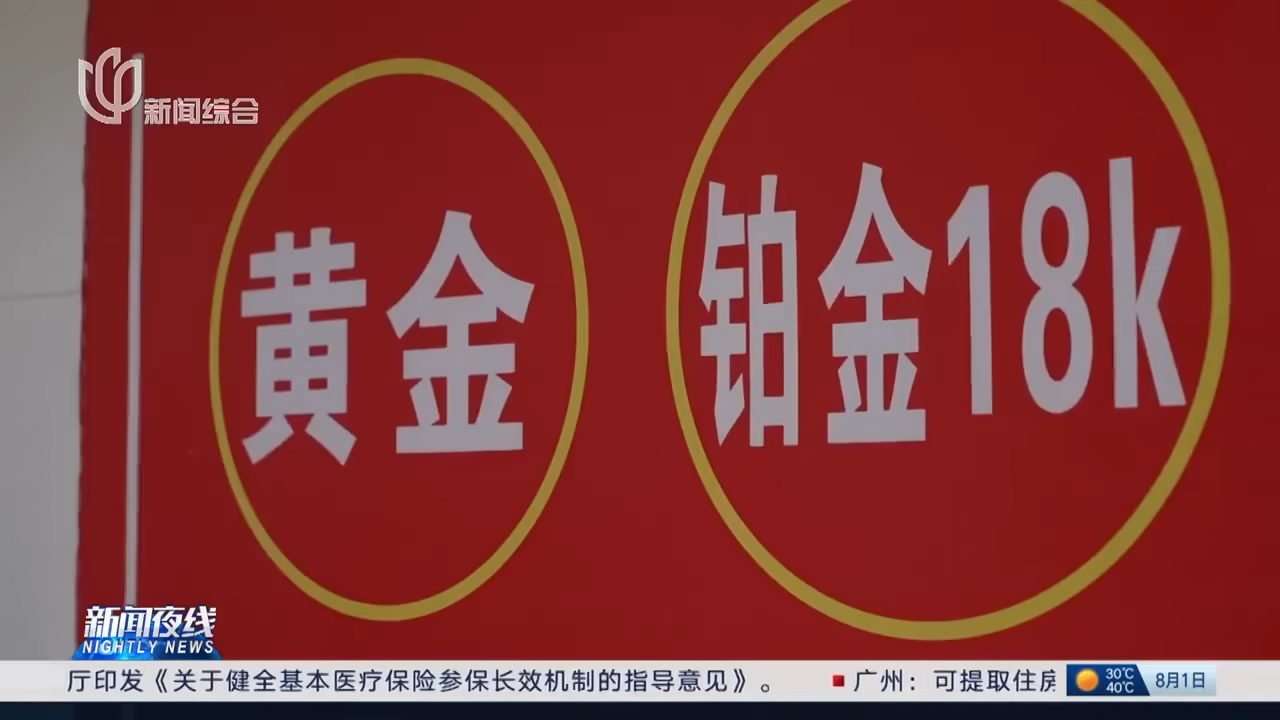 新闻综合
黄金
铂金18k
新闻夜线
NIGHTLY NEWS
厅印发《关于健全基本医疗保险参保长效机制的指导意见》。
广州：可提取住房
30℃
40℃
8月1日